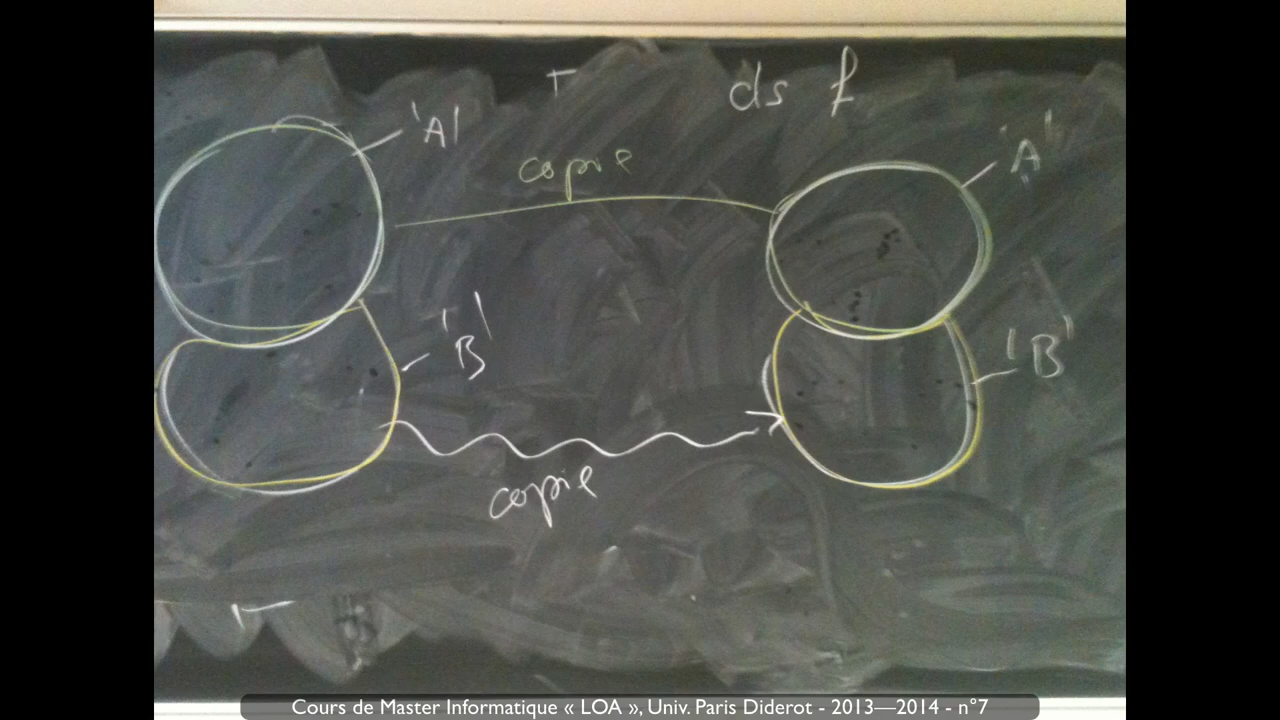 ds f
'A'
copie
'A'
'B'
'B'
copie
Cours de Master Informatique « LOA », Univ. Paris Diderot - 2013—2014 - n°7